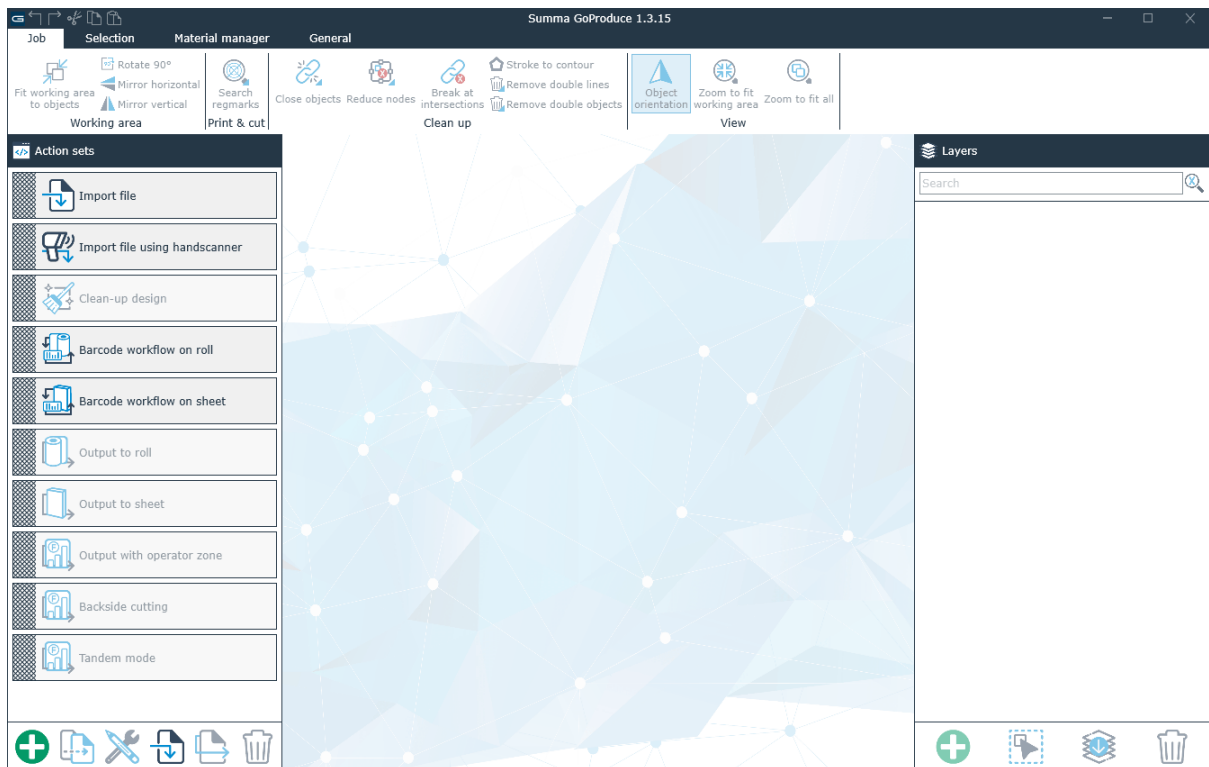 Summa GoProduce 1.3.15
Job Selection Material manager General
Fit working area to objects
Rotate 90°
Mirror horizontal
Mirror vertical
Working area
Search regmarks
Print & cut
Close objects
Reduce nodes
Break at intersections
Stroke to contour
Remove double lines
Remove double objects
Clean up
Object orientation
Zoom to fit working area
Zoom to fit all
View
Action sets
Import file
Import file using handscanner
Clean-up design
Barcode workflow on roll
Barcode workflow on sheet
Output to roll
Output to sheet
Output with operator zone
Backside cutting
Tandem mode
Layers
Search